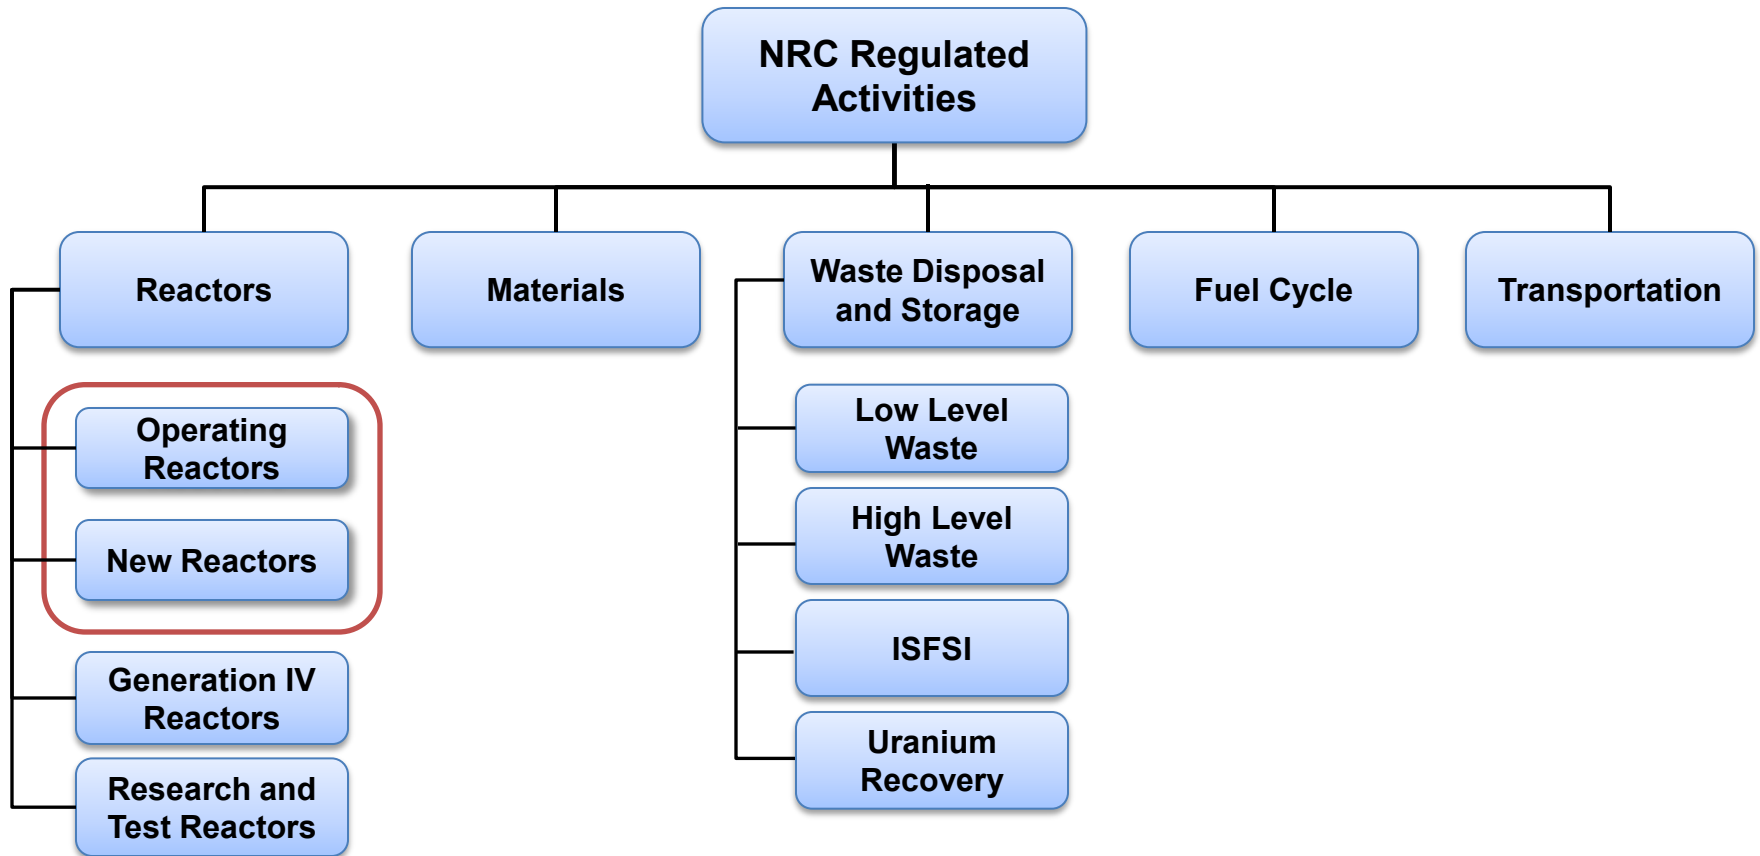 NRC Regulated
Activities
Reactors
Materials
Waste Disposal
and Storage
Fuel Cycle
Transportation
Operating
Reactors
New Reactors
Generation IV
Reactors
Research and
Test Reactors
Low Level
Waste
High Level
Waste
ISFSI
Uranium
Recovery